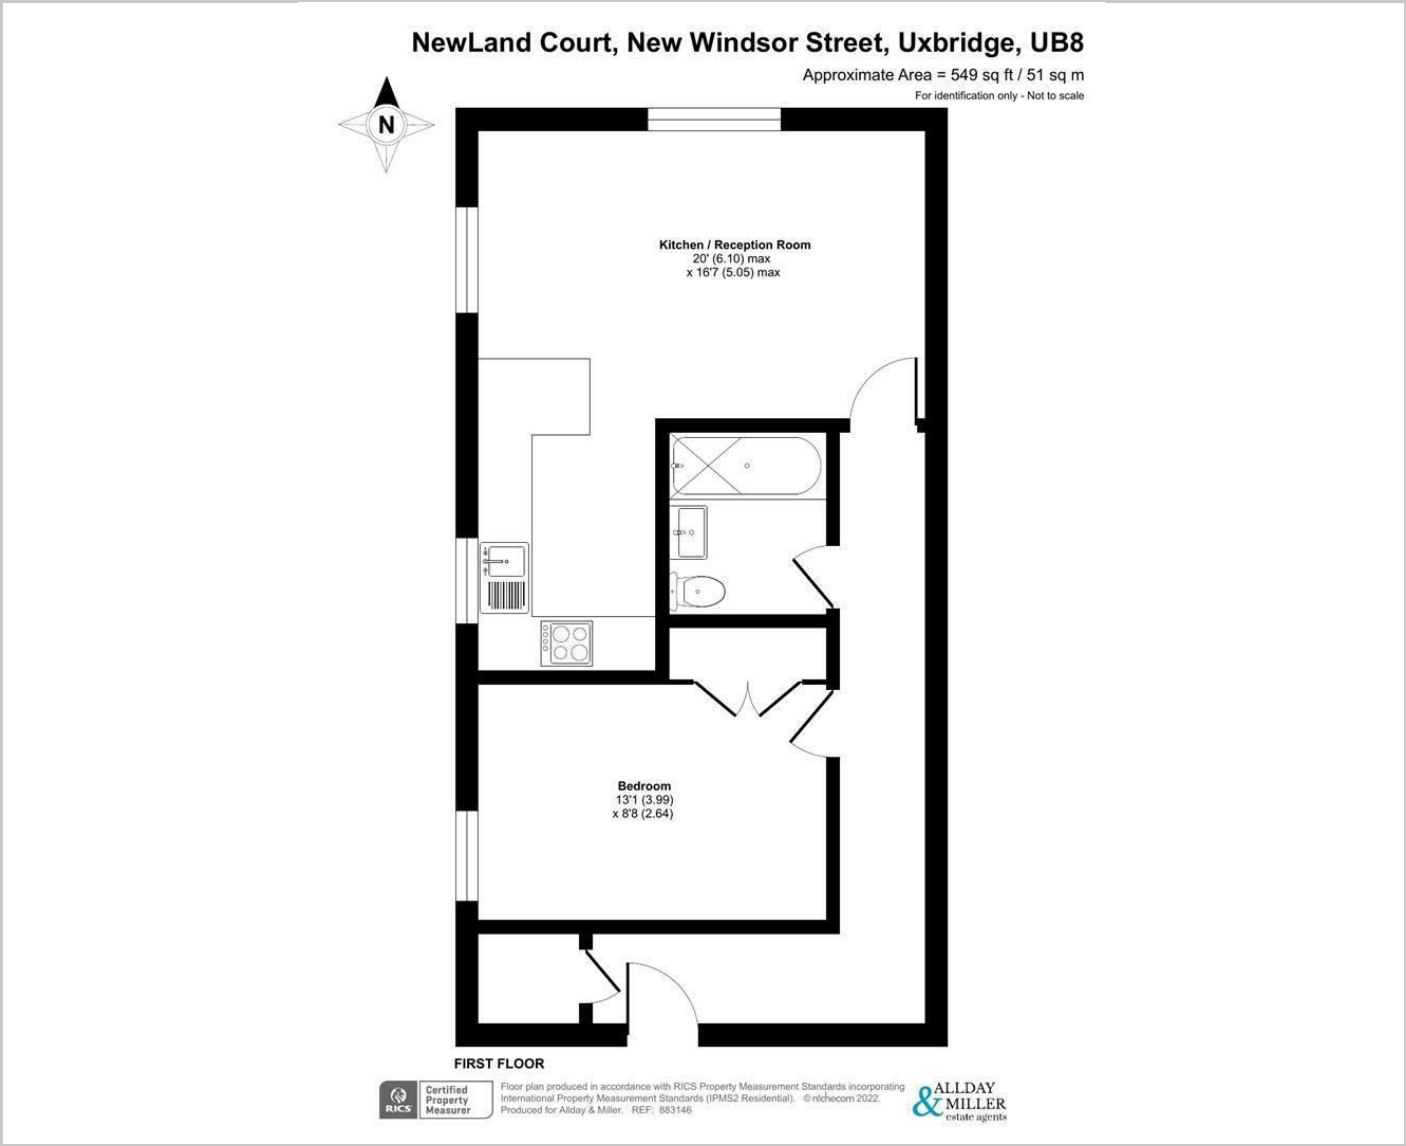 NewLand Court, New Windsor Street, Uxbridge, UB8
Approximate Area = 549 sq ft / 51 sq m
For identification only - Not to scale
N
Kitchen / Reception Room
20' (6.10) max
x 16'7 (5.05) max
Bedroom
13'1 (3.99)
x 8'8 (2.64)
FIRST FLOOR
RICS
Certified
Property
Measurer
Floor plan produced in accordance with RICS Property Measurement Standards incorporating
International Property Measurement Standards (IPMS2 Residential). © nichecom 2022.
Produced for Allday & Miller. REF: 883146
ALLDAY
& MILLER
estate agents